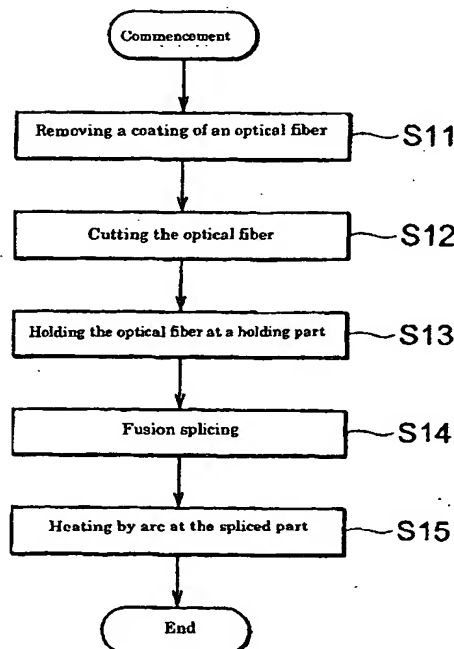 Commencement
Removing a coating of an optical fiber
S11
Cutting the optical fiber
S12
Holding the optical fiber at a holding part
S13
Fusion splicing
S14
Heating by arc at the spliced part
S15
End